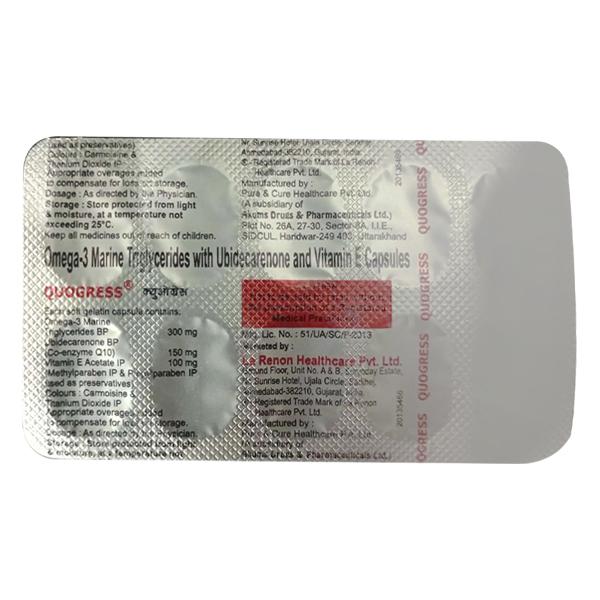 used as preservatives)
Colours : Carmoisine &
Titanium Dioxide IP
Appropriate overages added
to compensate for loss on storage.
Dosage : As directed by the Physician.
Storage : Store protected from light
& moisture, at a temperature not
exceeding 25°C.
Keep all medicines out of reach of children.
Nr. Sunrise Hotel, Ujala Circle, Sarkhej,
Ahmedabad-382210, Gujarat, India
® - Registered Trade Mark of La Renon
Healthcare Pvt. Ltd.
Manufactured by :
Pure & Cure Healthcare Pvt. Ltd.
(A subsidiary of
Akums Drugs & Pharmaceuticals Ltd.)
Plot No. 26A, 27-30, Sector-8A, I.I.E.,
SIDCUL, Haridwar-249 403, Uttarakhand
Omega-3 Marine Triglycerides with Ubidecarenone and Vitamin E Capsules
QUOGRESS®
क्युओग्रेस
Each soft gelatin capsule contains:
Omega-3 Marine
Triglycerides BP 300 mg
Ubidecarenone BP
(Co-enzyme Q10) 150 mg
Vitamin E Acetate IP 100 mg
(Methylparaben IP & Propylparaben IP
used as preservatives)
Colours : Carmoisine &
Titanium Dioxide IP
Appropriate overages added
to compensate for loss on storage.
Dosage : As directed by the Physician.
Storage : Store protected from light
& moisture, at a temperature not
Medical
Mfg. Lic. No. : 51/UA/SC/P-2013
Marketed by :
La Renon Healthcare Pvt. Ltd.
Ground Floor, Unit No. A & B, Estate,
Nr. Sunrise Hotel, Ujala Circle, Sarkhej,
Ahmedabad-382210, Gujarat, India
Registered Trade Mark of La Renon
Healthcare Pvt. Ltd.
Manufactured by :
Pure & Cure Healthcare Pvt. Ltd.
(A subsidiary of
Akums Drugs & Pharmaceuticals Ltd.)
20135466
20135466
QUOGRESS
QUOGRESS
QUOGRESS
OGRESS